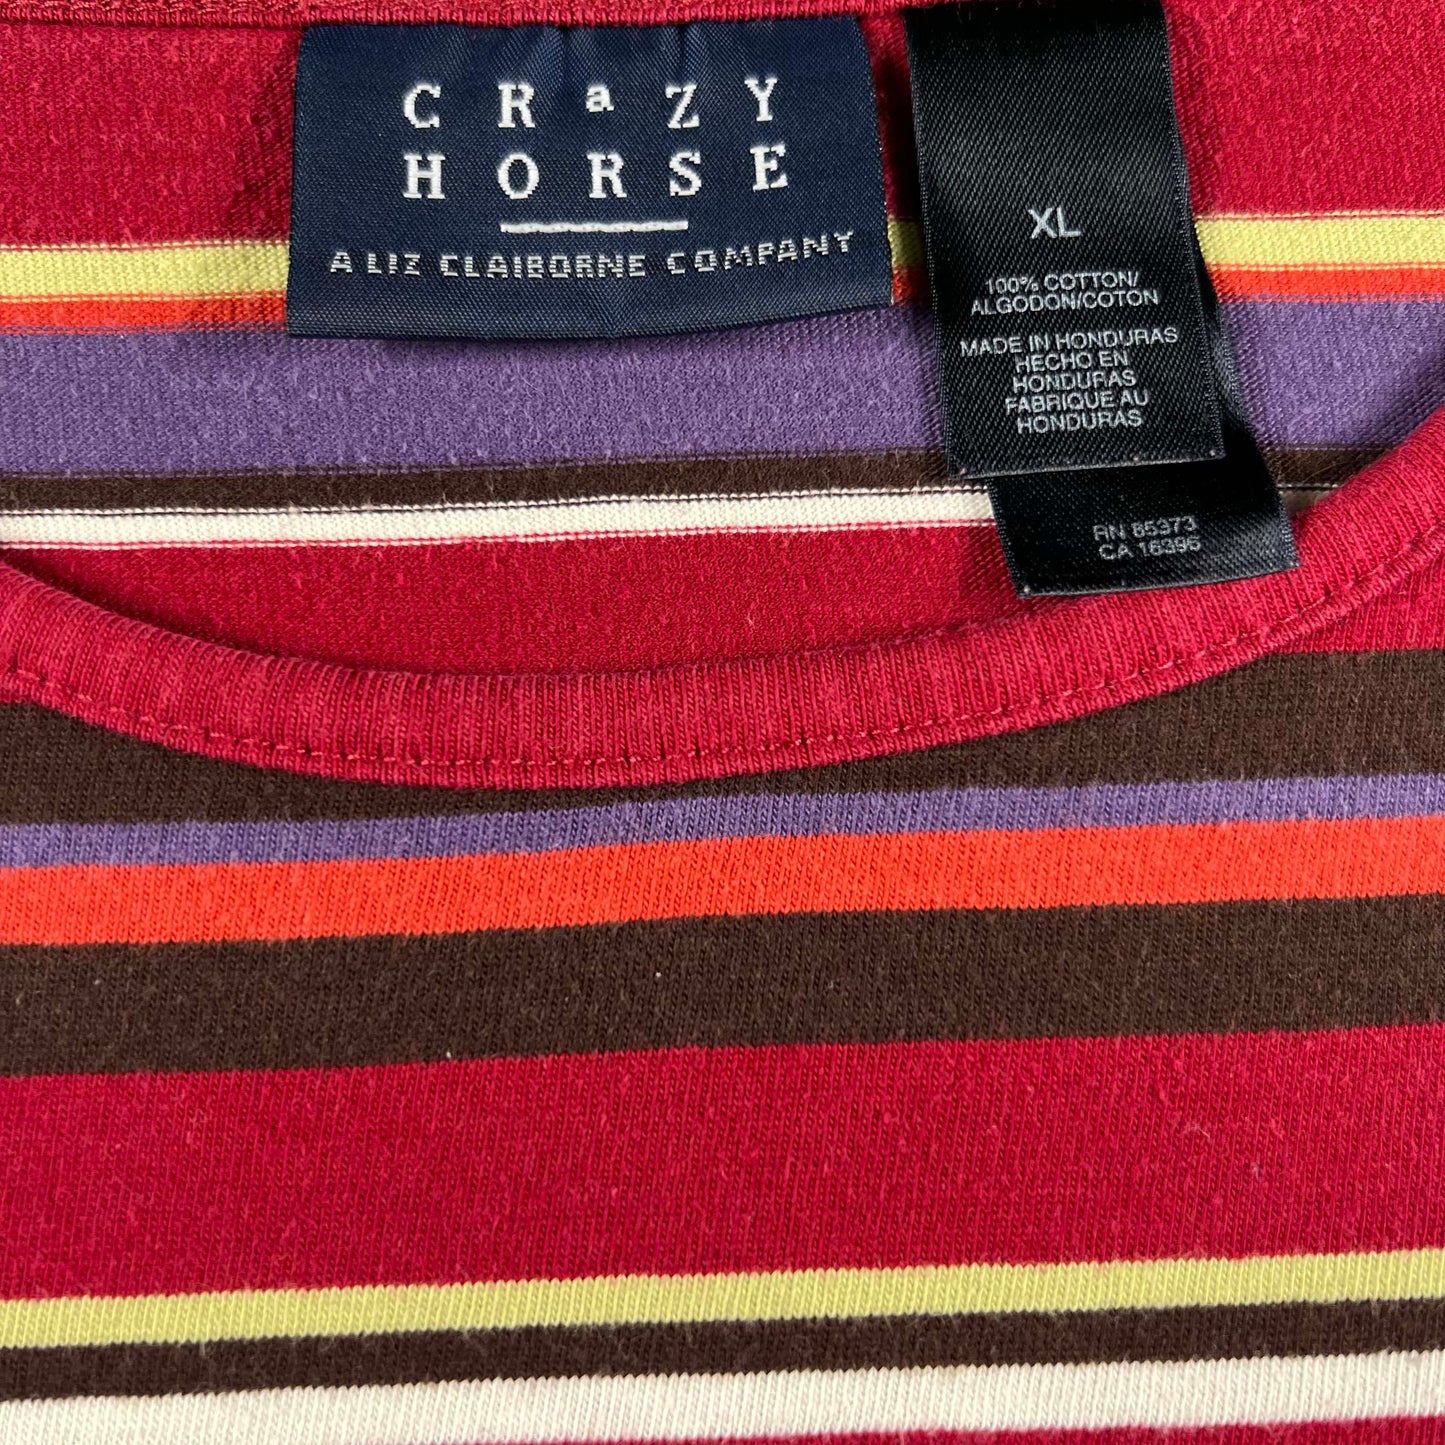 CRaZY
HORSE
A LIZ CLAIBORNE COMPANY
XL
100% COTTON/
ALGODON/COTON
MADE IN HONDURAS
HECHO EN
HONDURAS
FABRIQUE AU
HONDURAS
RN 85373
CA 16395